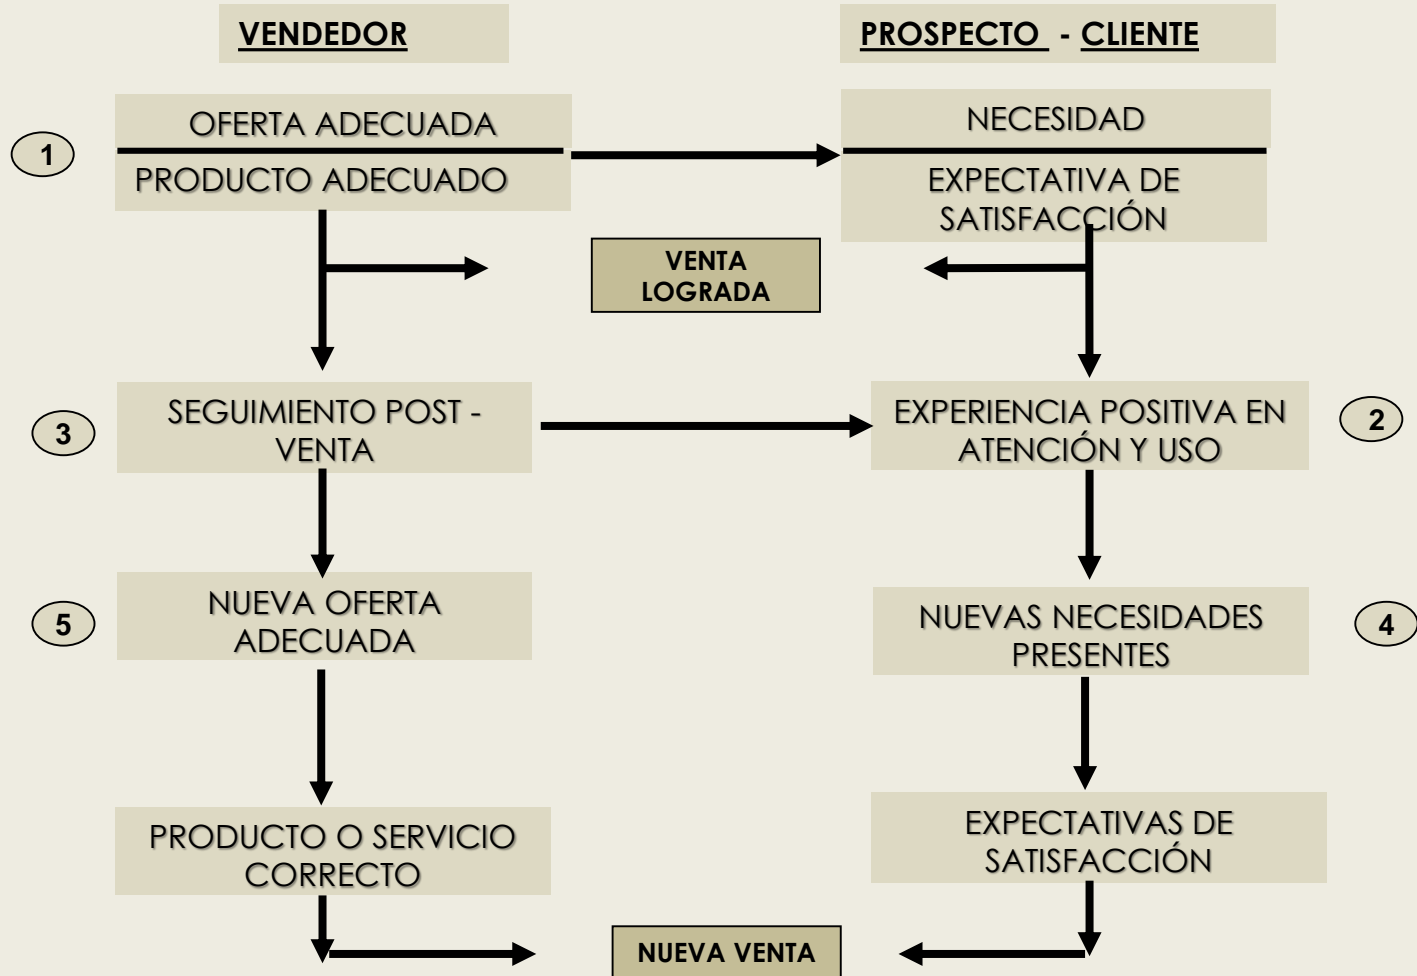 VENDEDOR
PROSPECTO - CLIENTE
1
OFERTA ADECUADA
PRODUCTO ADECUADO
NECESIDAD
EXPECTATIVA DE
SATISFACCIÓN
VENTA
LOGRADA
3
SEGUIMIENTO POST -
VENTA
EXPERIENCIA POSITIVA EN
ATENCIÓN Y USO
2
5
NUEVA OFERTA
ADECUADA
NUEVAS NECESIDADES
PRESENTES
4
PRODUCTO O SERVICIO
CORRECTO
EXPECTATIVAS DE
SATISFACCIÓN
NUEVA VENTA